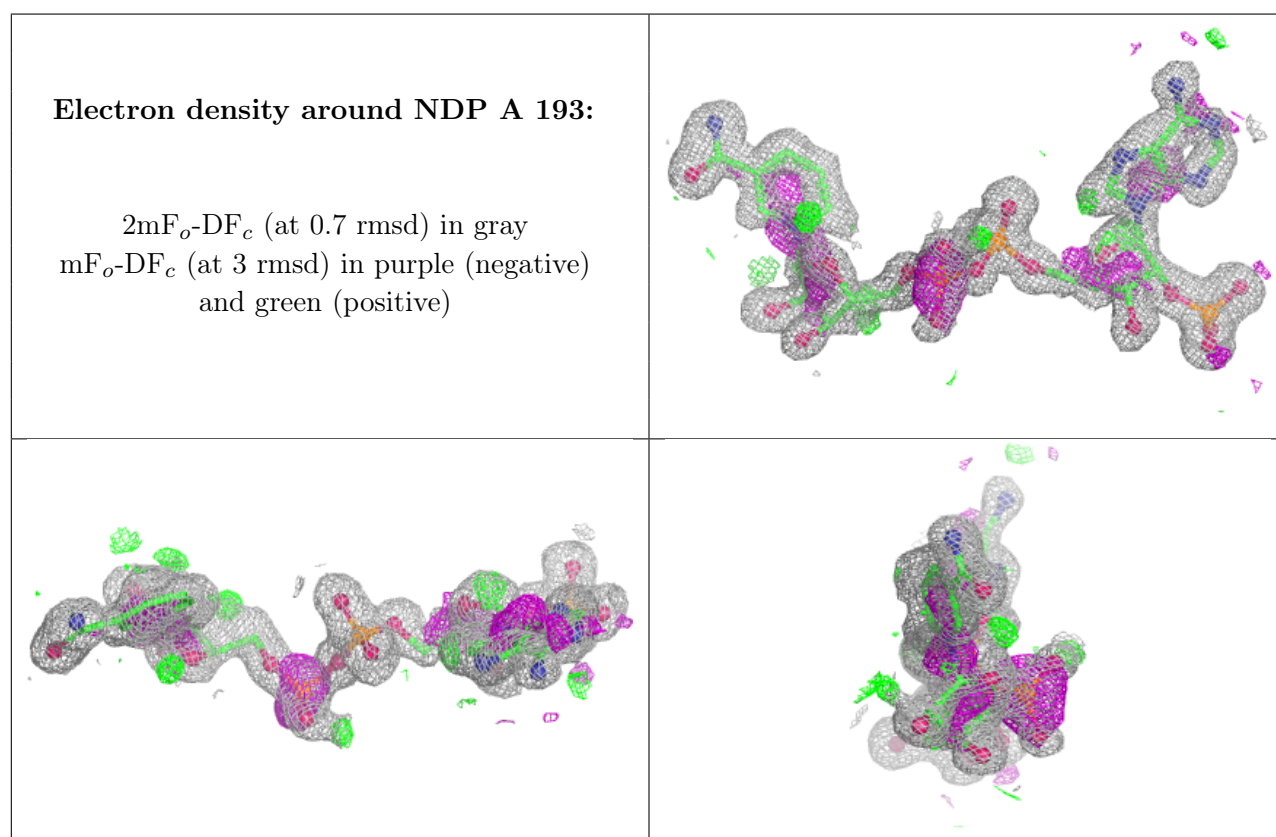 Electron density around NDP A 193:
2mFₒ-DF𝒸 (at 0.7 rmsd) in gray
mFₒ-DF𝒸 (at 3 rmsd) in purple (negative)
and green (positive)